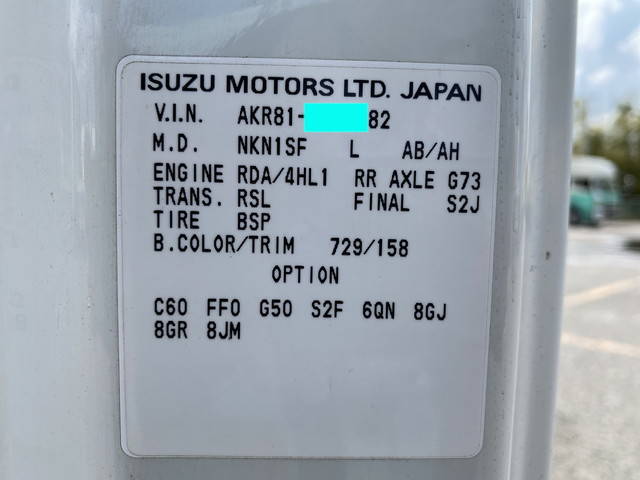 ISUZU MOTORS LTD. JAPAN
V.I.N. AKR81- 82
M.D. NKN1SF L AB/AH
ENGINE RDA/4HL1 RR AXLE G73
TRANS. RSL FINAL S2J
TIRE BSP
B.COLOR/TRIM 729/158
OPTION
C60 FF0 G50 S2F 6QN 8GJ
8GR 8JM